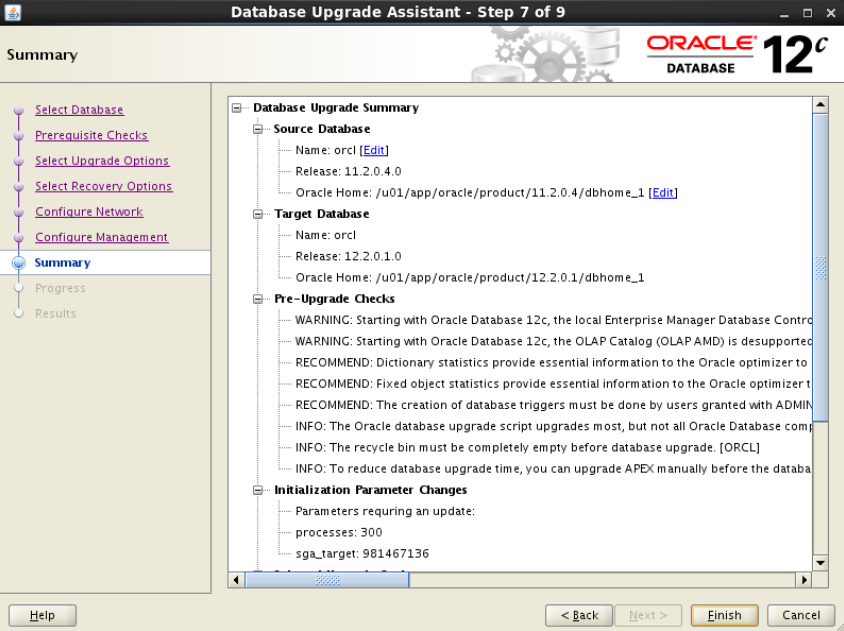 Database Upgrade Assistant - Step 7 of 9
Summary
ORACLE
DATABASE
12c
Select Database
Prerequisite Checks
Select Upgrade Options
Select Recovery Options
Configure Network
Configure Management
Summary
Progress
Results
Database Upgrade Summary
Source Database
Name: orcl [Edit]
Release: 11.2.0.4.0
Oracle Home: /u01/app/oracle/product/11.2.0.4/dbhome_1 [Edit]
Target Database
Name: orcl
Release: 12.2.0.1.0
Oracle Home: /u01/app/oracle/product/12.2.0.1/dbhome_1
Pre-Upgrade Checks
WARNING: Starting with Oracle Database 12c, the local Enterprise Manager Database Contro
WARNING: Starting with Oracle Database 12c, the OLAP Catalog (OLAP AMD) is desupported
RECOMMEND: Dictionary statistics provide essential information to the Oracle optimizer to
RECOMMEND: Fixed object statistics provide essential information to the Oracle optimizer t
RECOMMEND: The creation of database triggers must be done by users granted with ADMIN
INFO: The Oracle database upgrade script upgrades most, but not all Oracle Database comp
INFO: The recycle bin must be completely empty before database upgrade. [ORCL]
INFO: To reduce database upgrade time, you can upgrade APEX manually before the databa
Initialization Parameter Changes
Parameters requring an update:
processes: 300
sga_target: 981467136
Help
< Back
Next >
Finish
Cancel